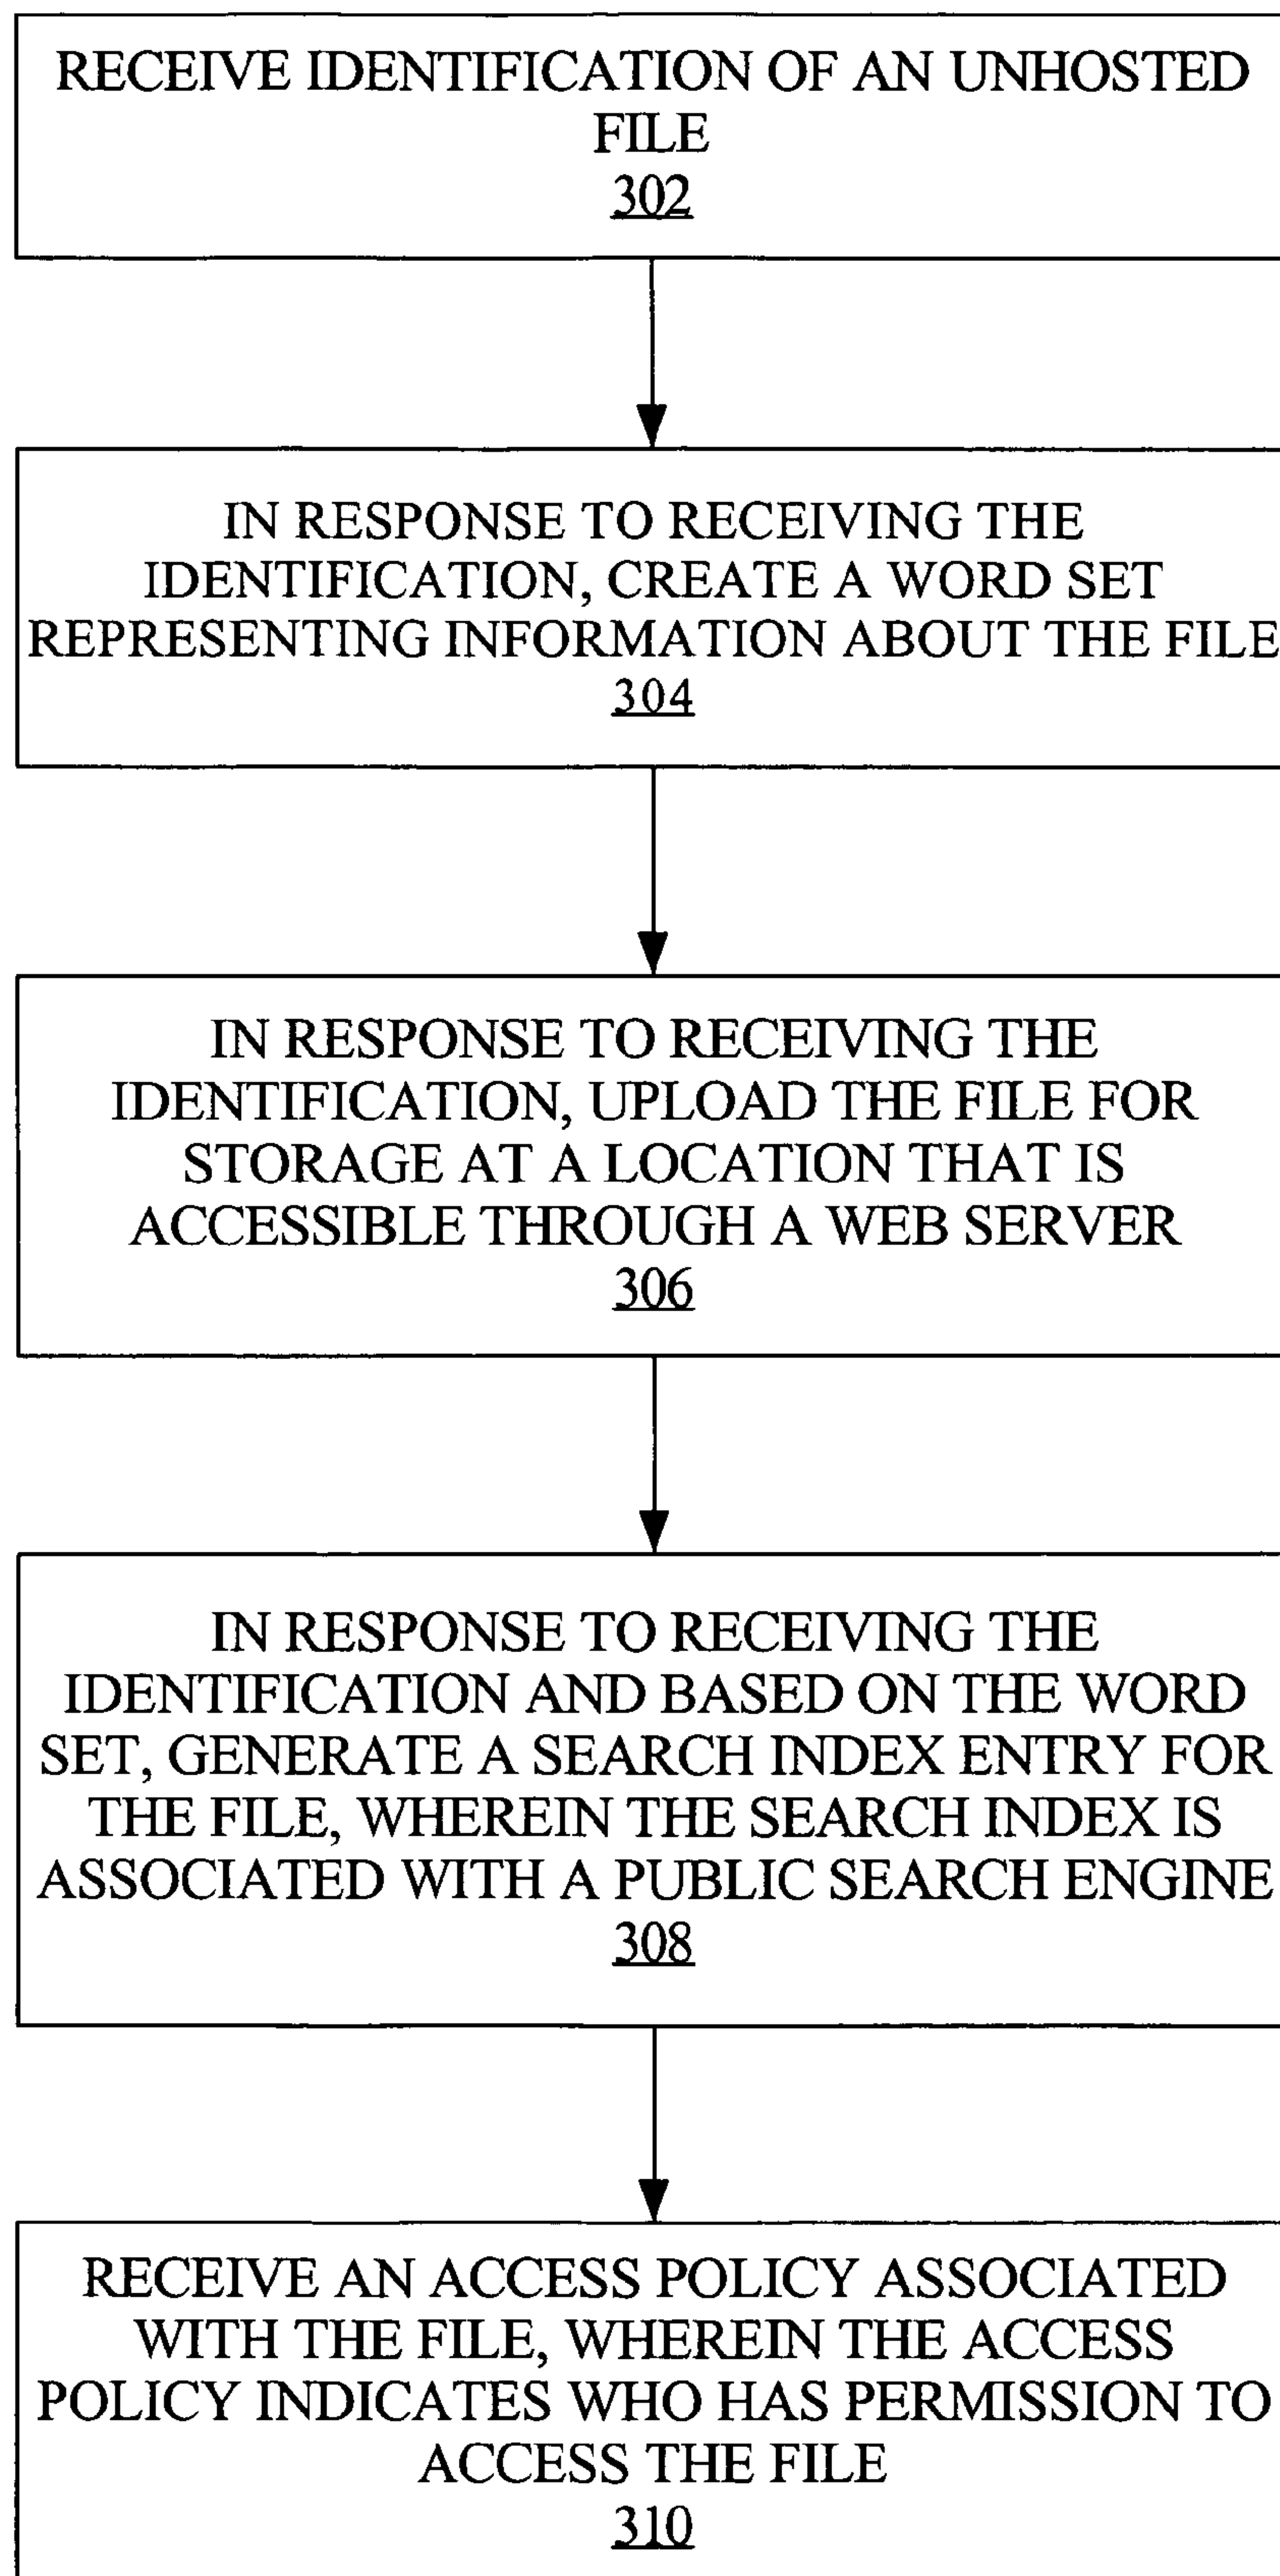 RECEIVE IDENTIFICATION OF AN UNHOSTED
FILE
302
IN RESPONSE TO RECEIVING THE
IDENTIFICATION, CREATE A WORD SET
REPRESENTING INFORMATION ABOUT THE FILE
304
IN RESPONSE TO RECEIVING THE
IDENTIFICATION, UPLOAD THE FILE FOR
STORAGE AT A LOCATION THAT IS
ACCESSIBLE THROUGH A WEB SERVER
306
IN RESPONSE TO RECEIVING THE
IDENTIFICATION AND BASED ON THE WORD
SET, GENERATE A SEARCH INDEX ENTRY FOR
THE FILE, WHEREIN THE SEARCH INDEX IS
ASSOCIATED WITH A PUBLIC SEARCH ENGINE
308
RECEIVE AN ACCESS POLICY ASSOCIATED
WITH THE FILE, WHEREIN THE ACCESS
POLICY INDICATES WHO HAS PERMISSION TO
ACCESS THE FILE
310